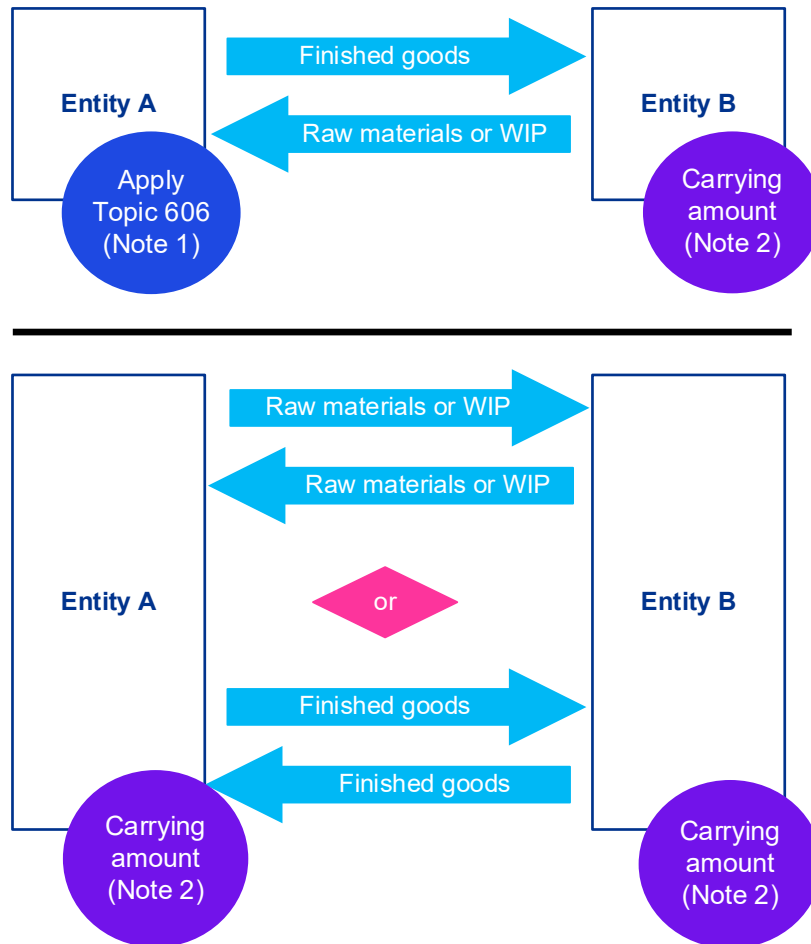 Finished goods
Entity A
Entity B
Raw materials or WIP
Apply
Topic 606
(Note 1)
Carrying
amount
(Note 2)
Raw materials or WIP
Raw materials or WIP
Entity A
or
Entity B
Finished goods
Finished goods
Carrying
amount
(Note 2)
Carrying
amount
(Note 2)